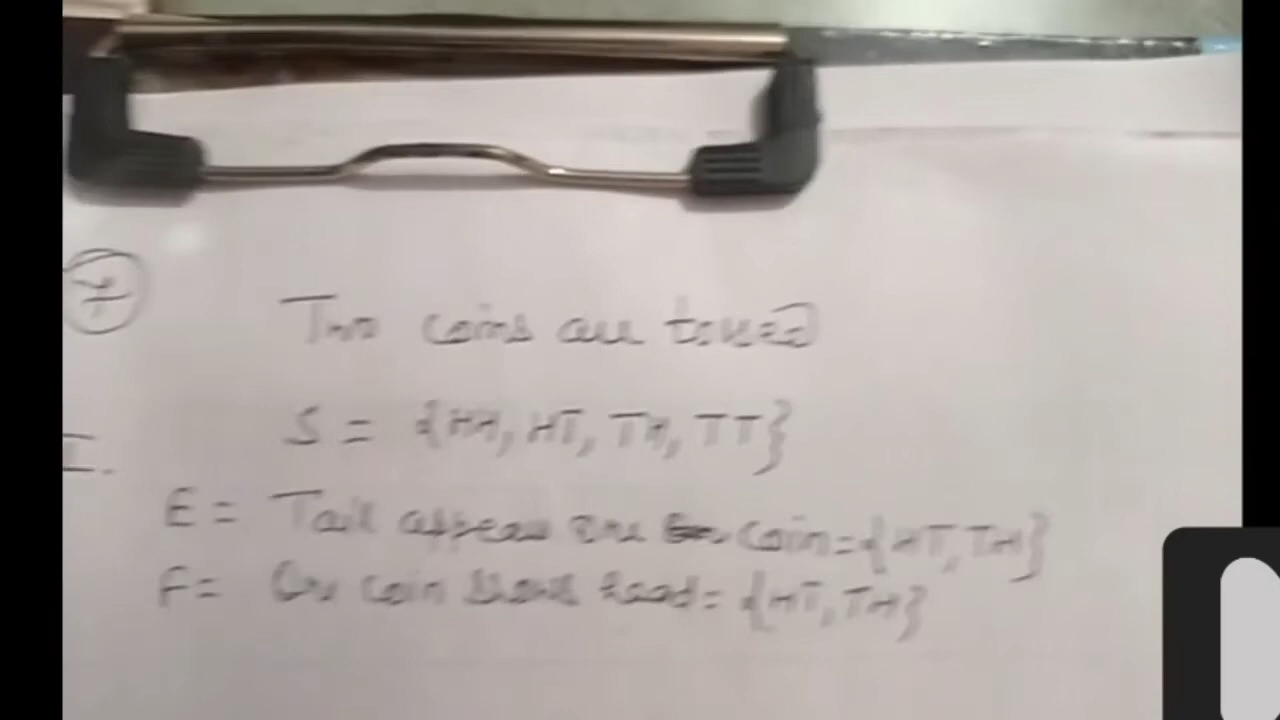 7
Two coins are tossed
S = {HH, HT, TH, TT}
I.
E = Tail appears one coin = {HT, TH}
F = One coin shows head = {HT, TH}